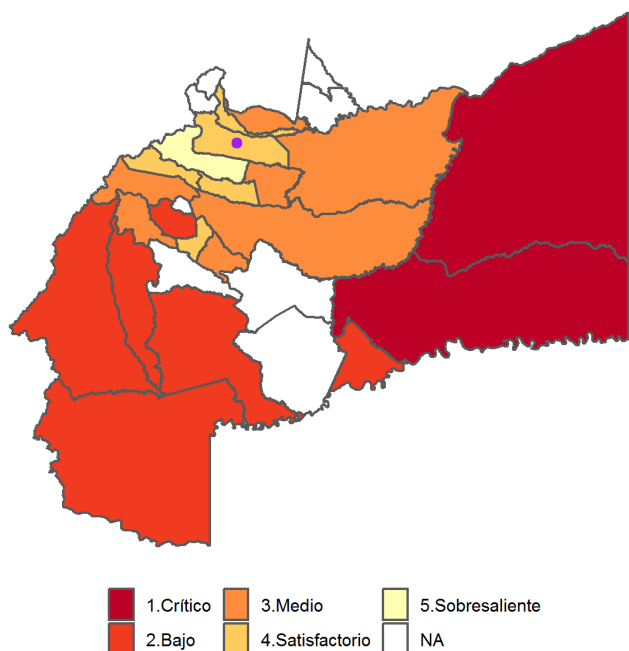 1.Crítico
3.Medio
5.Sobresaliente
2.Bajo
4.Satisfactorio
NA